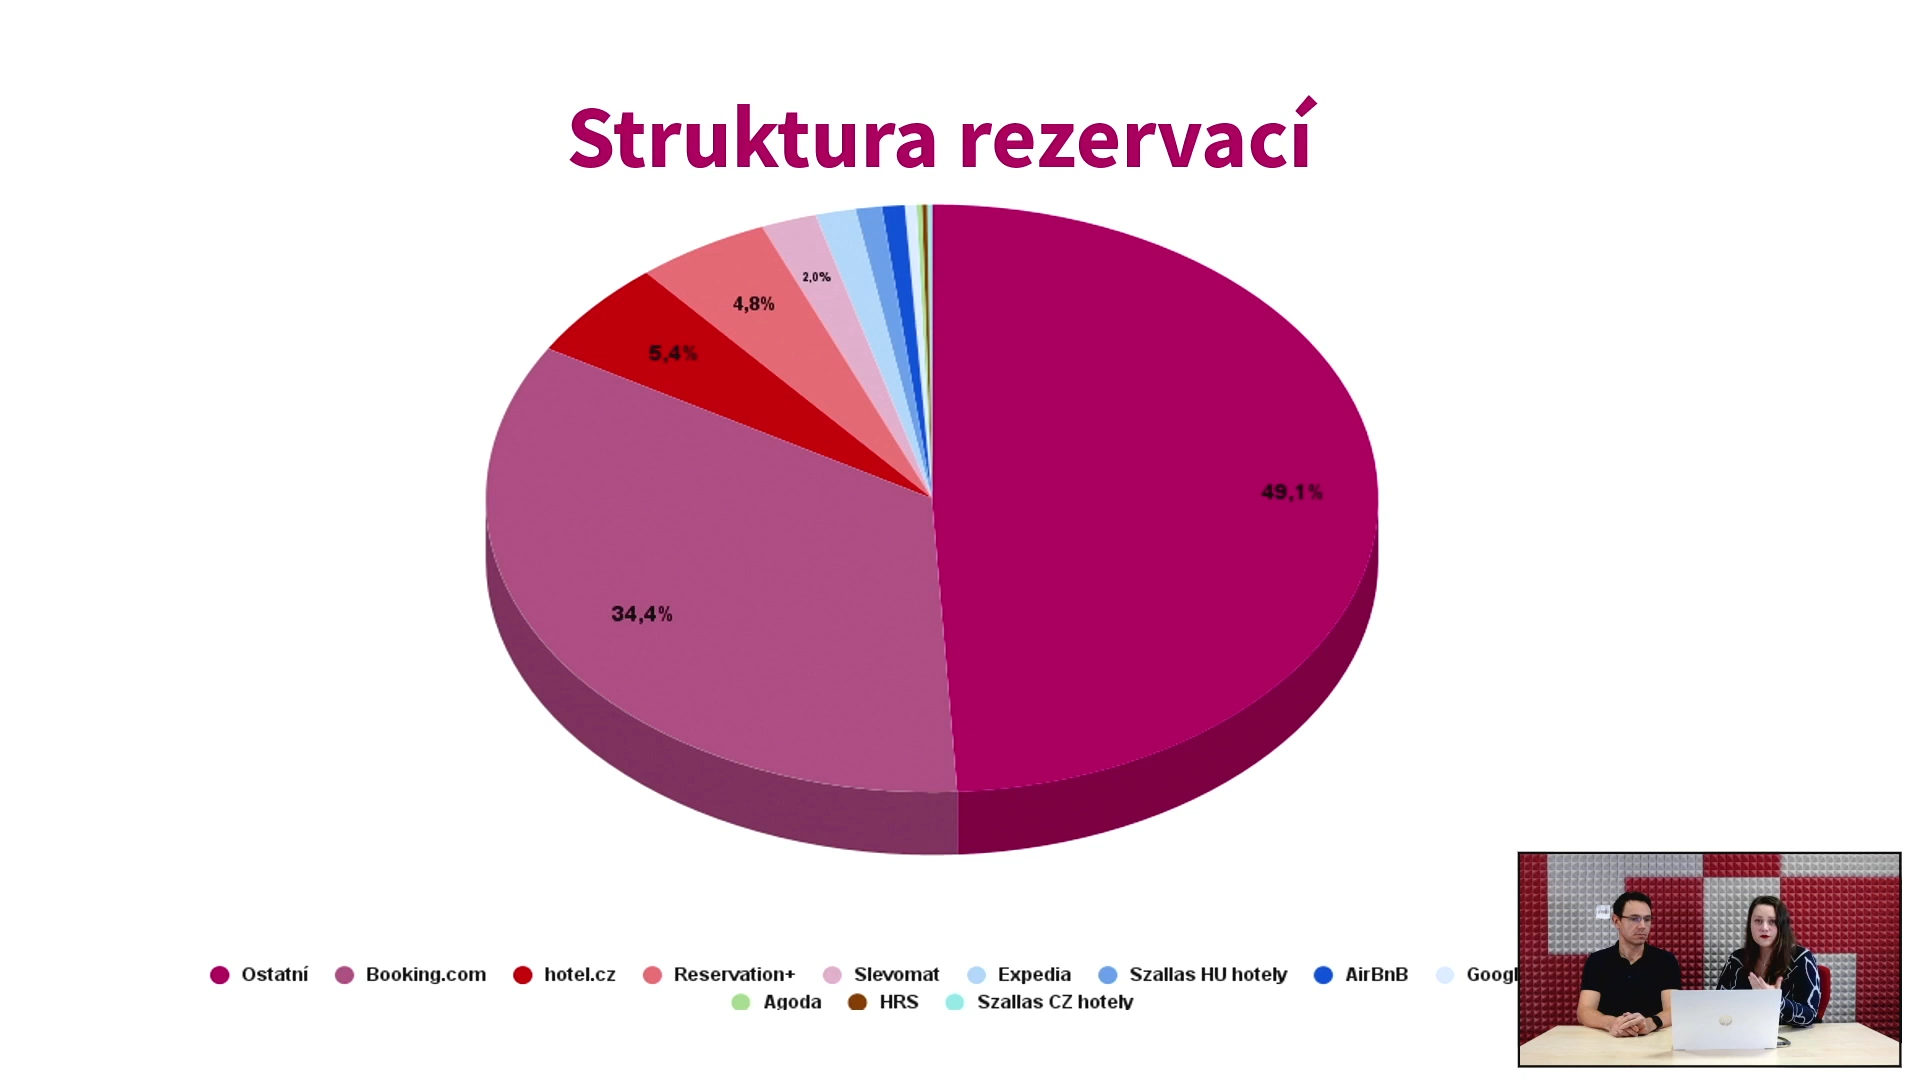 Struktura rezervací
2,0%
4,8%
5,4%
49,1%
34,4%
Ostatní Booking.com hotel.cz Reservation+ Slevomat Expedia Szallas HU hotely AirBnB Googl
Agoda HRS Szallas CZ hotely